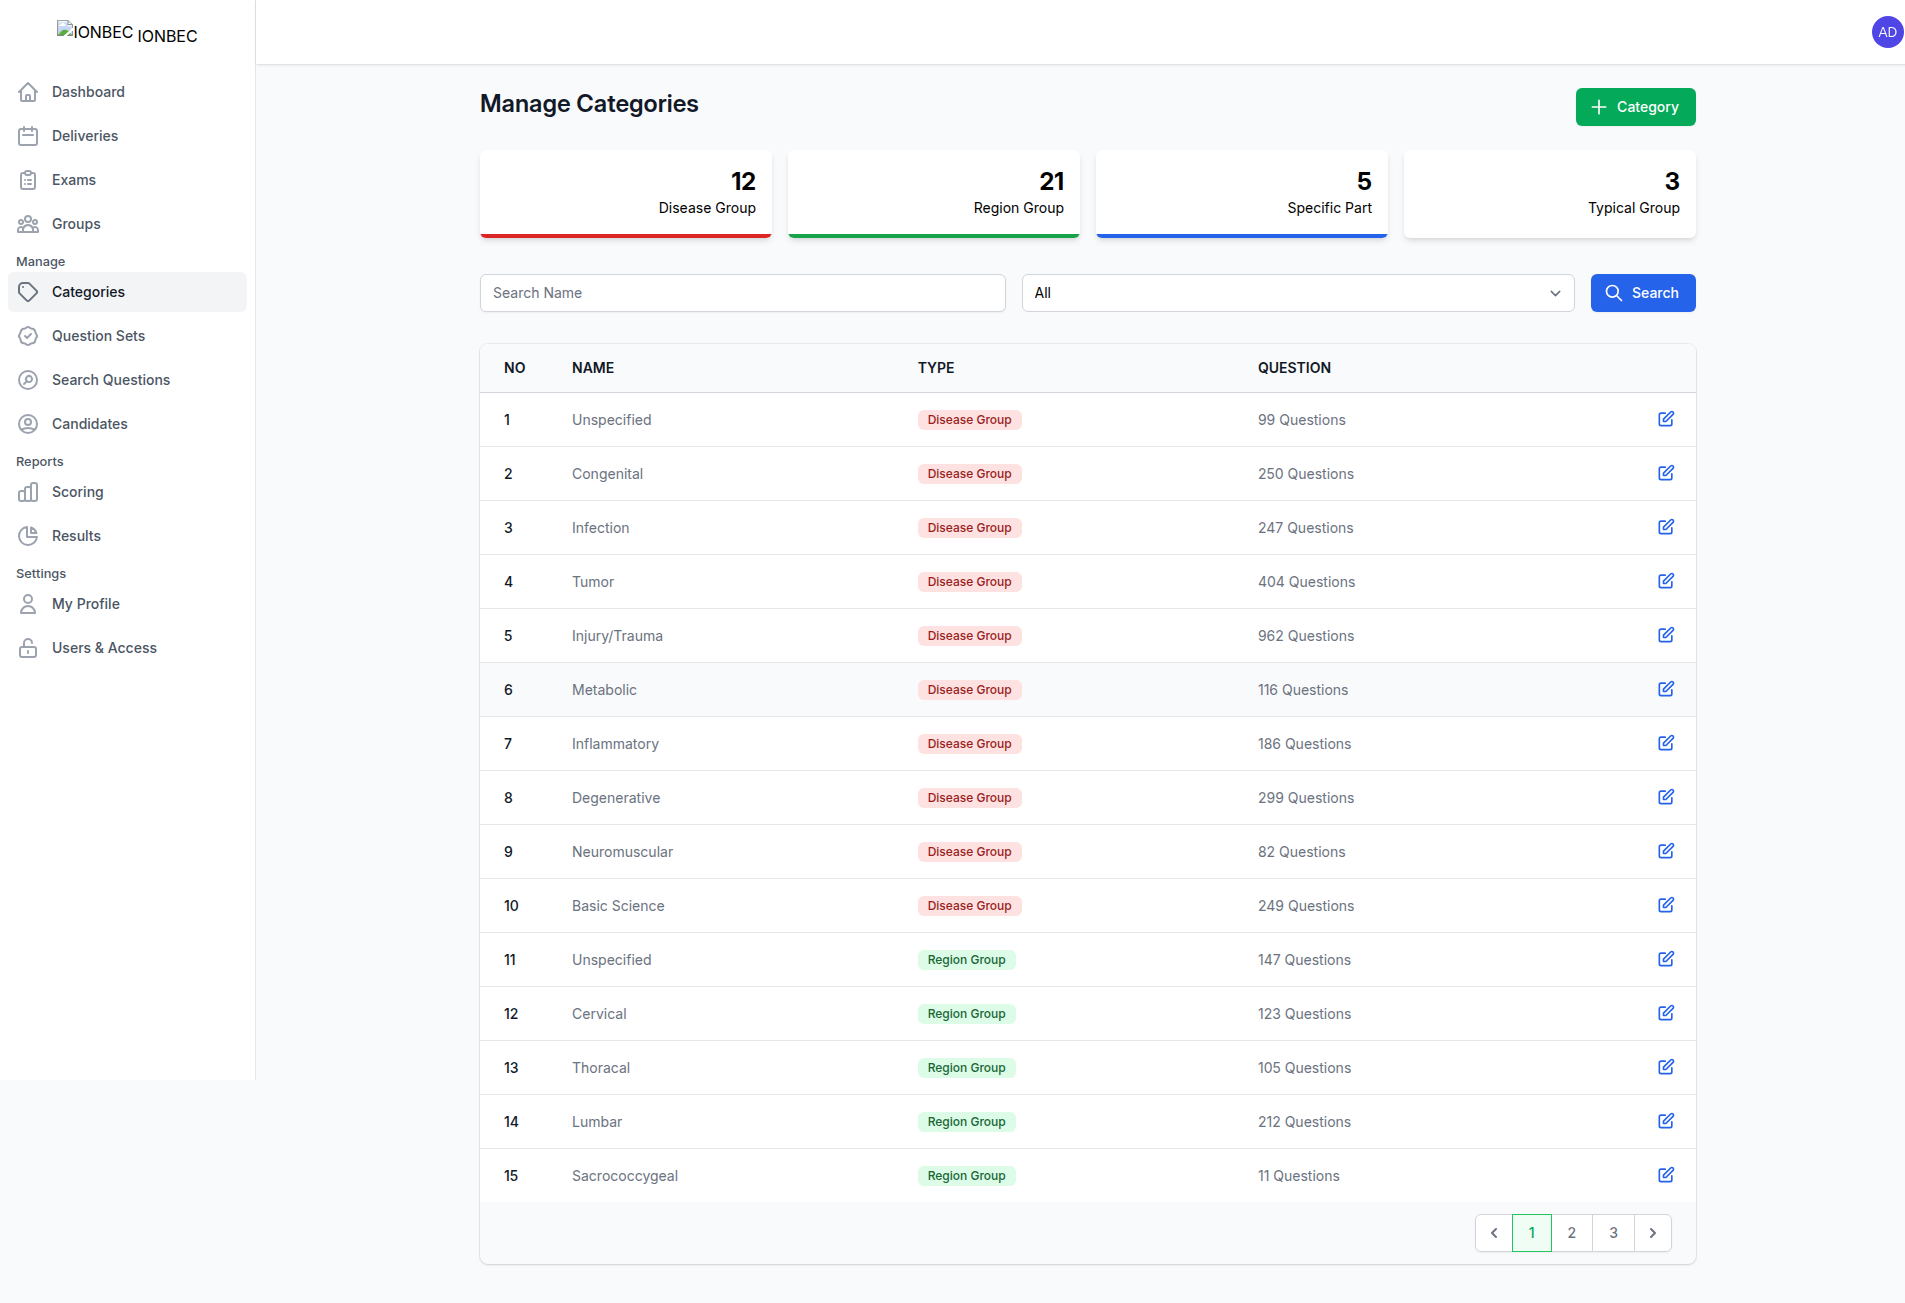 IONBEC IONBEC
AD
Dashboard
Deliveries
Exams
Groups
Manage
Categories
Question Sets
Search Questions
Candidates
Reports
Scoring
Results
Settings
My Profile
Users & Access
Manage Categories
Category
12
Disease Group
21
Region Group
5
Specific Part
3
Typical Group
Search Name
All
Search
NO NAME TYPE QUESTION
1 Unspecified Disease Group 99 Questions
2 Congenital Disease Group 250 Questions
3 Infection Disease Group 247 Questions
4 Tumor Disease Group 404 Questions
5 Injury/Trauma Disease Group 962 Questions
6 Metabolic Disease Group 116 Questions
7 Inflammatory Disease Group 186 Questions
8 Degenerative Disease Group 299 Questions
9 Neuromuscular Disease Group 82 Questions
10 Basic Science Disease Group 249 Questions
11 Unspecified Region Group 147 Questions
12 Cervical Region Group 123 Questions
13 Thoracal Region Group 105 Questions
14 Lumbar Region Group 212 Questions
15 Sacrococcygeal Region Group 11 Questions
1 2 3